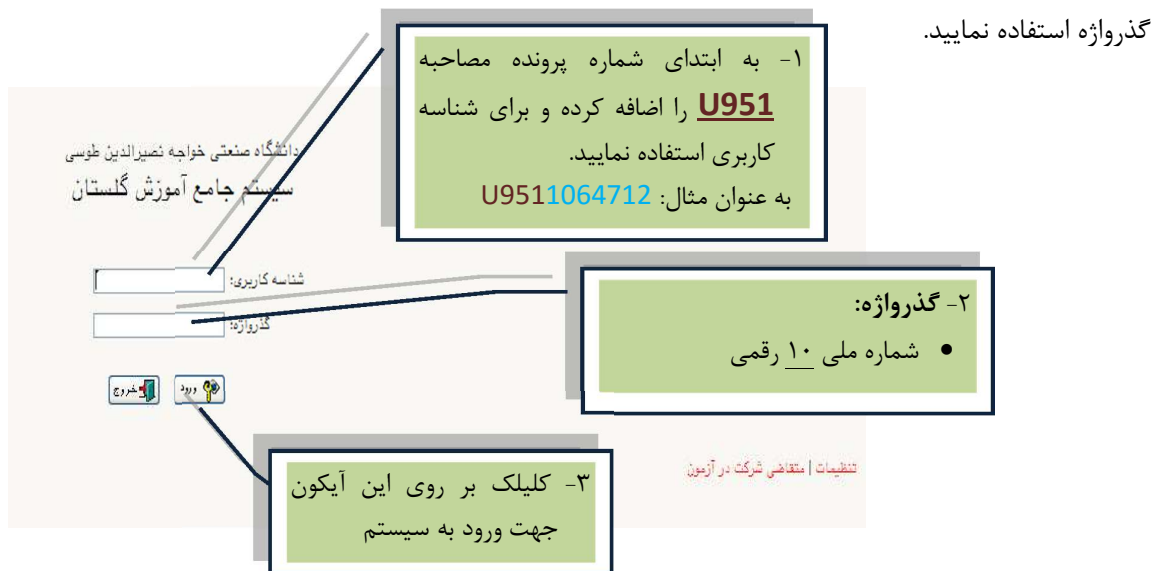 گذرواژه استفاده نمایید.
۱- به ابتدای شماره پرونده مصاحبه
U951 را اضافه کرده و برای شناسه
کاربری استفاده نمایید.
به عنوان مثال: U9511064712
دانشگاه صنعتی خواجه نصیرالدین طوسی
سیستم جامع آموزش گلستان
شناسه کاربری:
گذرواژه:
۲- گذرواژه:
• شماره ملی ۱۰ رقمی
ورود
خروج
۳- کلیلک بر روی این آیکون
جهت ورود به سیستم
تنظیمات | متقاضی شرکت در آزمون